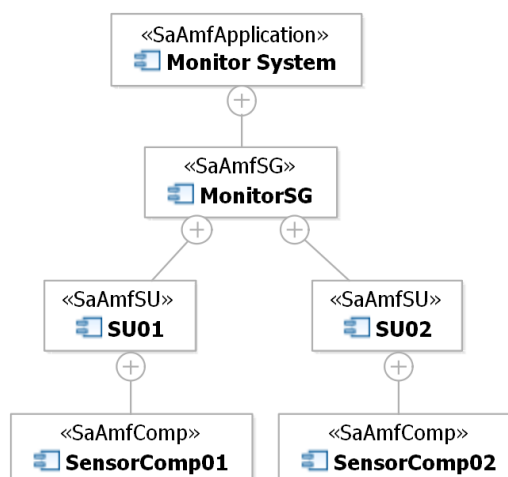 «SaAmfApplication»
Monitor System
«SaAmfSG»
MonitorSG
«SaAmfSU»
SU01
«SaAmfSU»
SU02
«SaAmfComp»
SensorComp01
«SaAmfComp»
SensorComp02